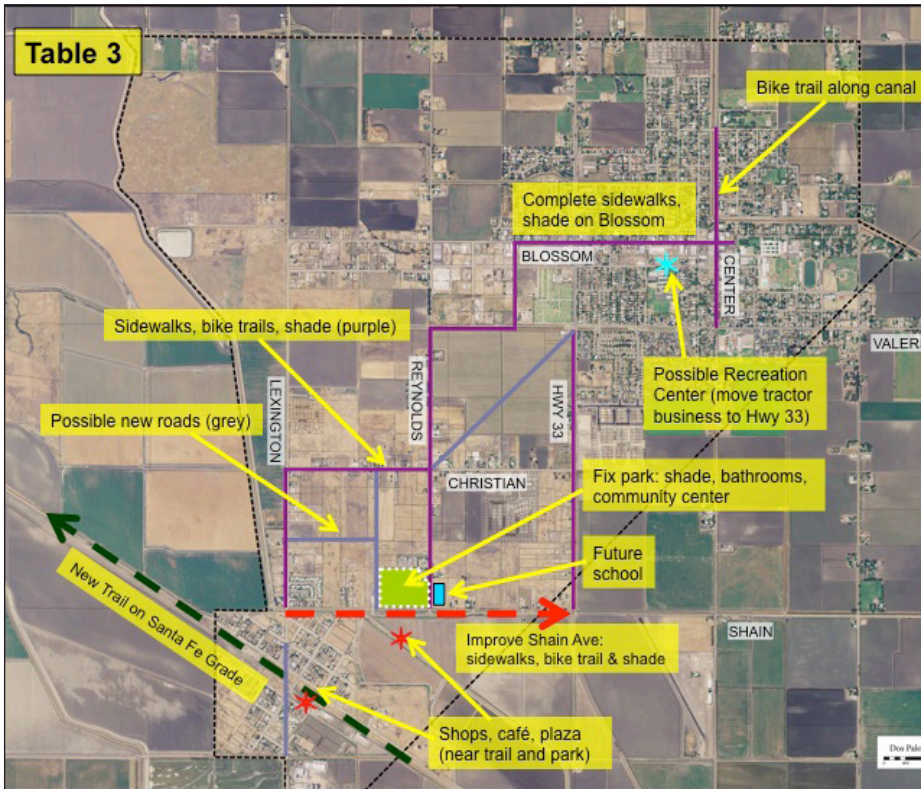 Table 3
Bike trail along canal
Complete sidewalks,
shade on Blossom
BLOSSOM
CENTER
Sidewalks, bike trails, shade (purple)
REYNOLDS
LEXINGTON
HWY 33
VALER
Possible Recreation
Center (move tractor
business to Hwy 33)
Possible new roads (grey)
CHRISTIAN
Fix park: shade, bathrooms,
community center
Future
school
New Trail on Santa Fe Grade
Improve Shain Ave:
sidewalks, bike trail & shade
SHAIN
Shops, café, plaza
(near trail and park)
Dos Palo